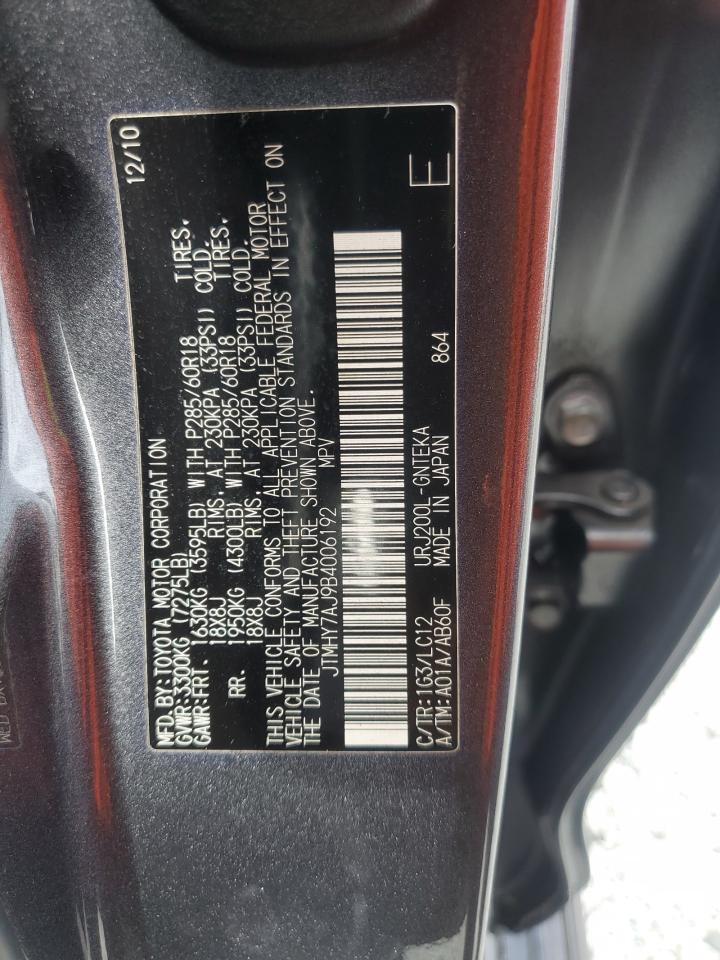 MFD.BY:TOYOTA MOTOR CORPORATION 12/10
GVWR:3300KG (7275LB)
GAWR:FRT. 1630KG (3595LB) WITH P285/60R18 TIRES.
18X8J RIMS. AT 230KPA (33PSI) COLD.
RR. 1950KG (4300LB) WITH P285/60R18 TIRES.
18X8J RIMS. AT 230KPA (33PSI) COLD.
THIS VEHICLE CONFORMS TO ALL APPLICABLE FEDERAL MOTOR
VEHICLE SAFETY AND THEFT PREVENTION STANDARDS IN EFFECT ON
THE DATE OF MANUFACTURE SHOWN ABOVE.
JTMHY7AJ9B4006192 MPV
C/TR:1G3/LC12 URJ200L-GNTEKA 864
A/TM:A01A/AB60F MADE IN JAPAN E